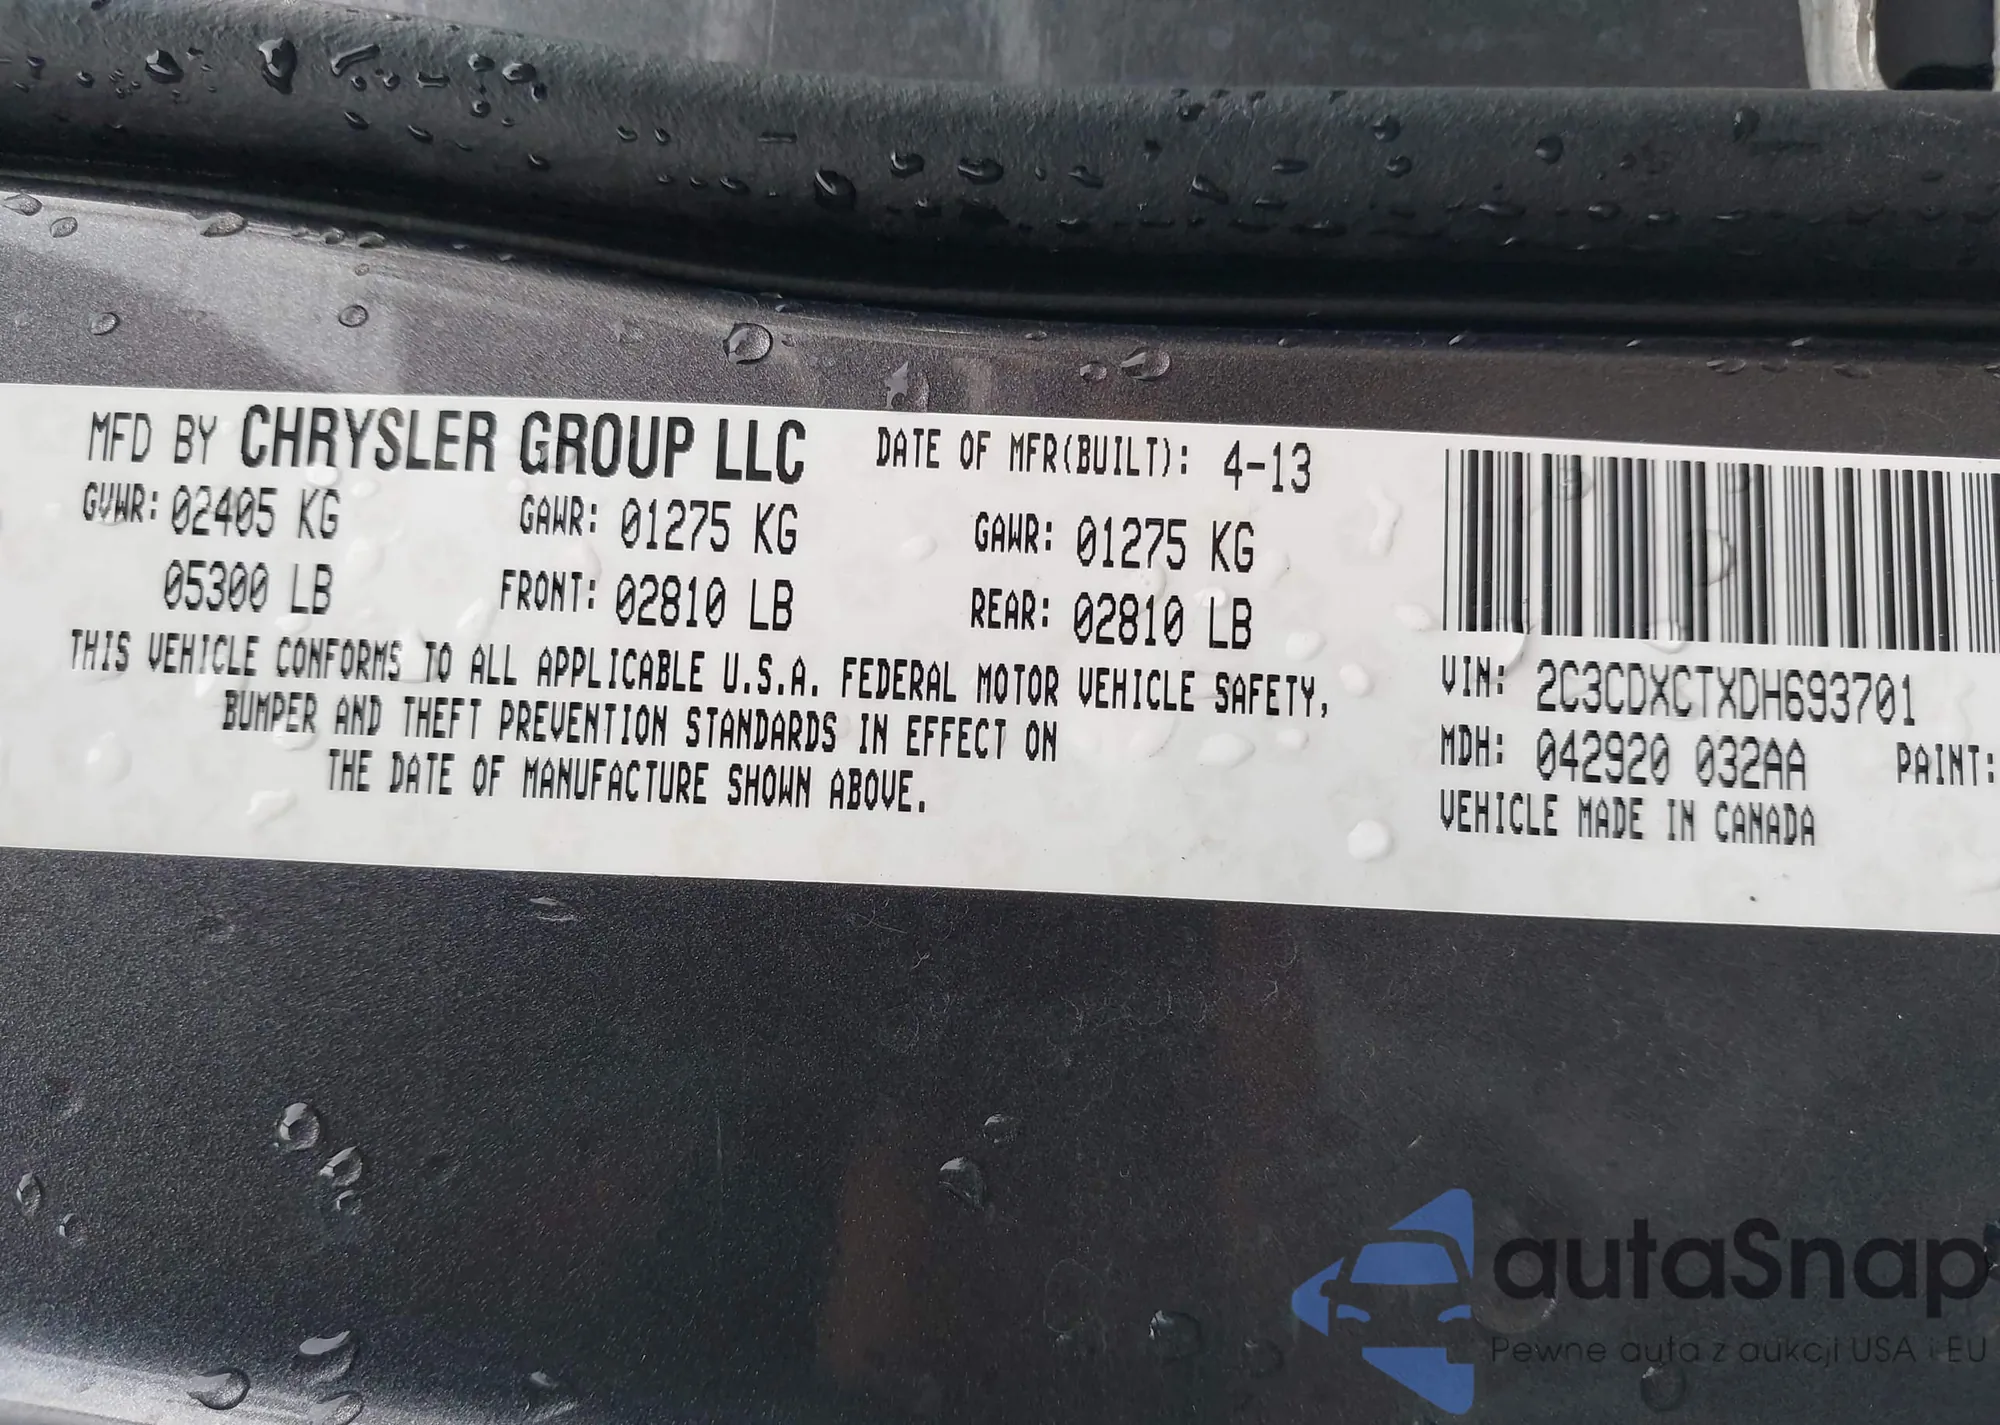 MFD BY CHRYSLER GROUP LLC DATE OF MFR(BUILT): 4-13
GVWR: 02405 KG GAWR: 01275 KG GAWR: 01275 KG
05300 LB FRONT: 02810 LB REAR: 02810 LB
THIS VEHICLE CONFORMS TO ALL APPLICABLE U.S.A. FEDERAL MOTOR VEHICLE SAFETY,
BUMPER AND THEFT PREVENTION STANDARDS IN EFFECT ON
THE DATE OF MANUFACTURE SHOWN ABOVE.
VIN: 2C3CDXCTXDH693701
MDH: 042920 032AA PAINT:
VEHICLE MADE IN CANADA
autaSnap
Pewne auta z aukcji USA i EU